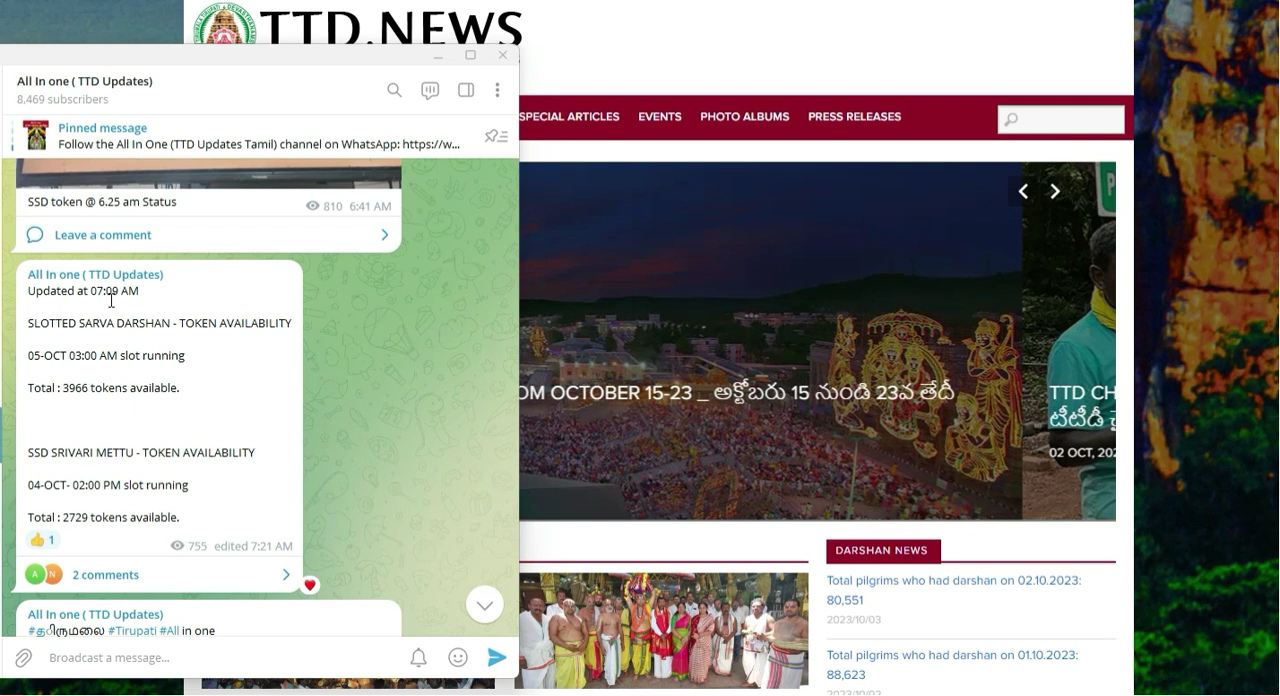 TTD.NEWS
All In one ( TTD Updates)
8,469 subscribers
Pinned message
Follow the All In One (TTD Updates Tamil) channel on WhatsApp: https://w...
SSD token @ 6.25 am Status
810 6:41 AM
Leave a comment
All In one ( TTD Updates)
Updated at 07:09 AM
SLOTTED SARVA DARSHAN - TOKEN AVAILABILITY
05-OCT 03:00 AM slot running
Total : 3966 tokens available.
SSD SRIVARI METTU - TOKEN AVAILABILITY
04-OCT- 02:00 PM slot running
Total : 2729 tokens available.
1
755 edited 7:21 AM
A N 2 comments
All In one ( TTD Updates)
#திருமலை #Tirupati #All in one
Broadcast a message...
SPECIAL ARTICLES EVENTS PHOTO ALBUMS PRESS RELEASES
OM OCTOBER 15-23 _ అక్టోబరు 15 నుండి 23వ తేదీ
TTD CH
టీటీడీ
02 OCT, 202
DARSHAN NEWS
Total pilgrims who had darshan on 02.10.2023:
80,551
2023/10/03
Total pilgrims who had darshan on 01.10.2023:
88,623
2023/10/02